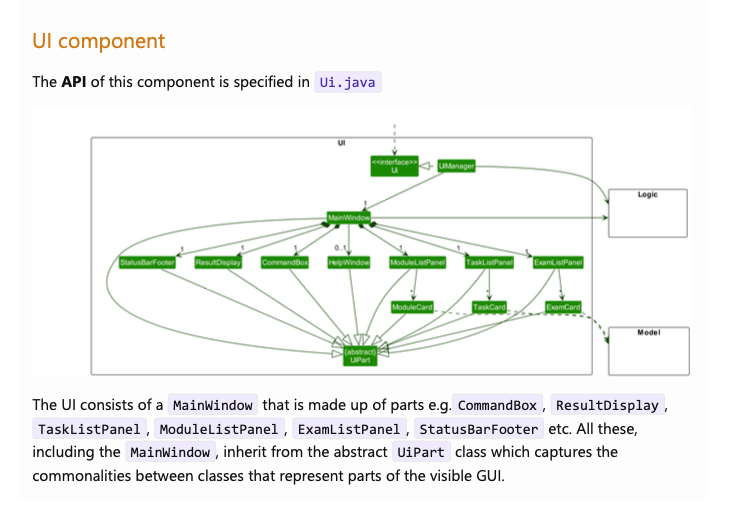 UI component
The API of this component is specified in Ui.java
UI
<<interface>>
Ui
UiManager
Logic
1
MainWindow
1
1
1
0..1
1
1
1
StatusBarFooter
ResultDisplay
CommandBox
HelpWindow
ModuleListPanel
TaskListPanel
ExamListPanel
*
*
*
ModuleCard
TaskCard
ExamCard
Model
{abstract}
UiPart
The UI consists of a MainWindow that is made up of parts e.g. CommandBox , ResultDisplay ,
TaskListPanel , ModuleListPanel , ExamListPanel , StatusBarFooter etc. All these,
including the MainWindow , inherit from the abstract UiPart class which captures the
commonalities between classes that represent parts of the visible GUI.